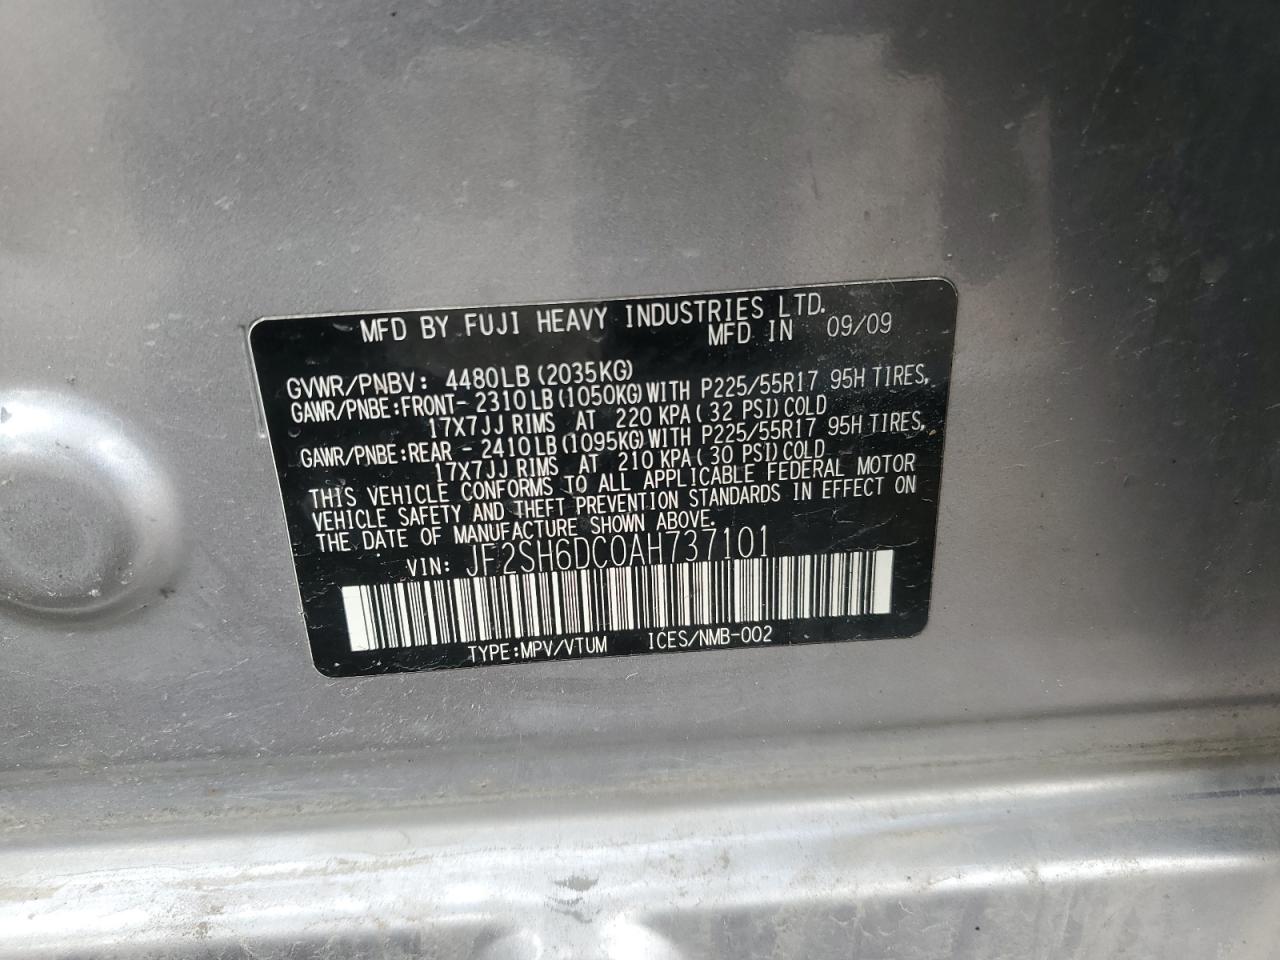 MFD BY FUJI HEAVY INDUSTRIES LTD.
MFD IN 09/09
GVWR/PNBV: 4480LB (2035KG)
GAWR/PNBE:FRONT- 2310LB (1050KG) WITH P225/55R17 95H TIRES,
17X7JJ RIMS AT 220 KPA (32 PSI) COLD
GAWR/PNBE:REAR - 2410LB (1095KG) WITH P225/55R17 95H TIRES,
17X7JJ RIMS AT 210 KPA (30 PSI) COLD
THIS VEHICLE CONFORMS TO ALL APPLICABLE FEDERAL MOTOR
VEHICLE SAFETY AND THEFT PREVENTION STANDARDS IN EFFECT ON
THE DATE OF MANUFACTURE SHOWN ABOVE.
VIN: JF2SH6DC0AH737101
TYPE:MPV/VTUM ICES/NMB-002